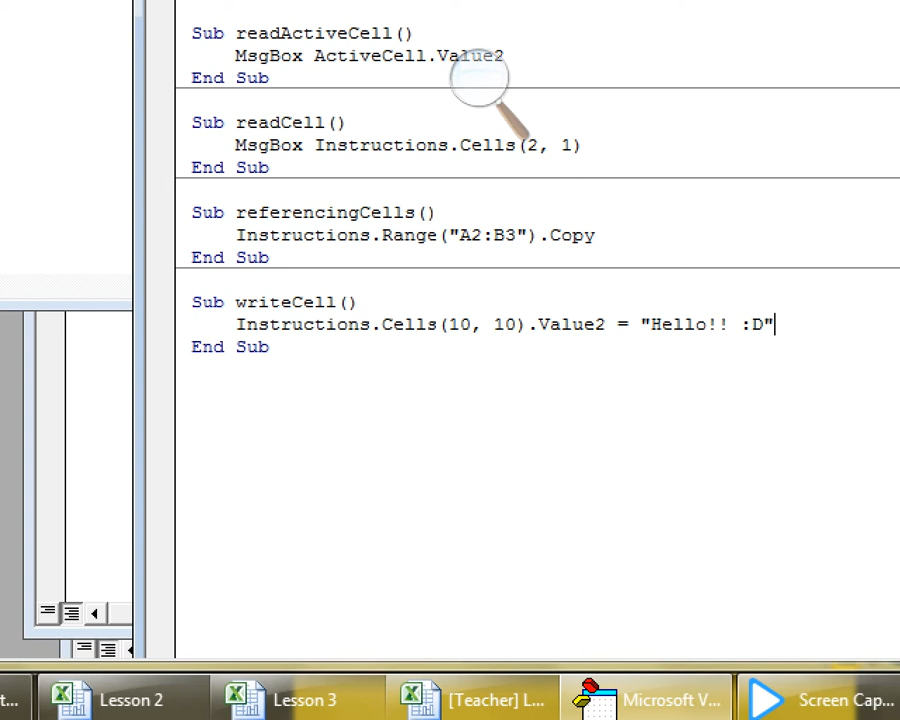 Sub readActiveCell()
MsgBox ActiveCell.Value2
End Sub
Sub readCell()
MsgBox Instructions.Cells(2, 1)
End Sub
Sub referencingCells()
Instructions.Range("A2:B3").Copy
End Sub
Sub writeCell()
Instructions.Cells(10, 10).Value2 = "Hello!! :D"
End Sub
t... Lesson 2 Lesson 3 [Teacher] L... Microsoft V... Screen Cap...